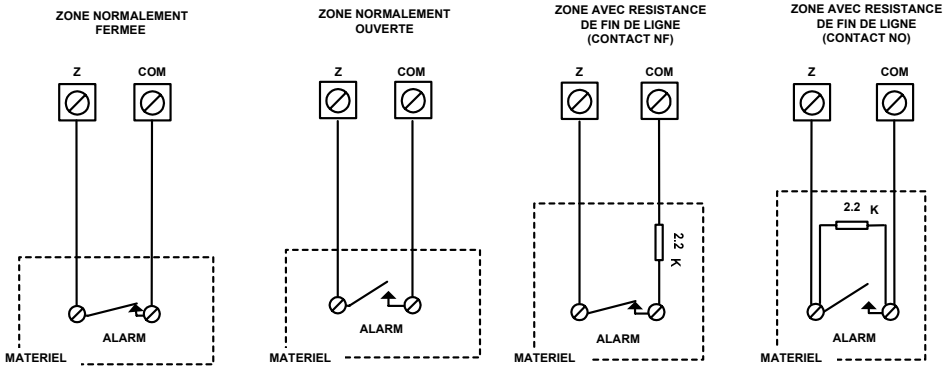 ZONE NORMALEMENT
FERMEE
Z COM
ALARM
MATERIEL
ZONE NORMALEMENT
OUVERTE
Z COM
ALARM
MATERIEL
ZONE AVEC RESISTANCE
DE FIN DE LIGNE
(CONTACT NF)
Z COM
2.2 K
ALARM
MATERIEL
ZONE AVEC RESISTANCE
DE FIN DE LIGNE
(CONTACT NO)
Z COM
2.2 K
ALARM
MATERIEL